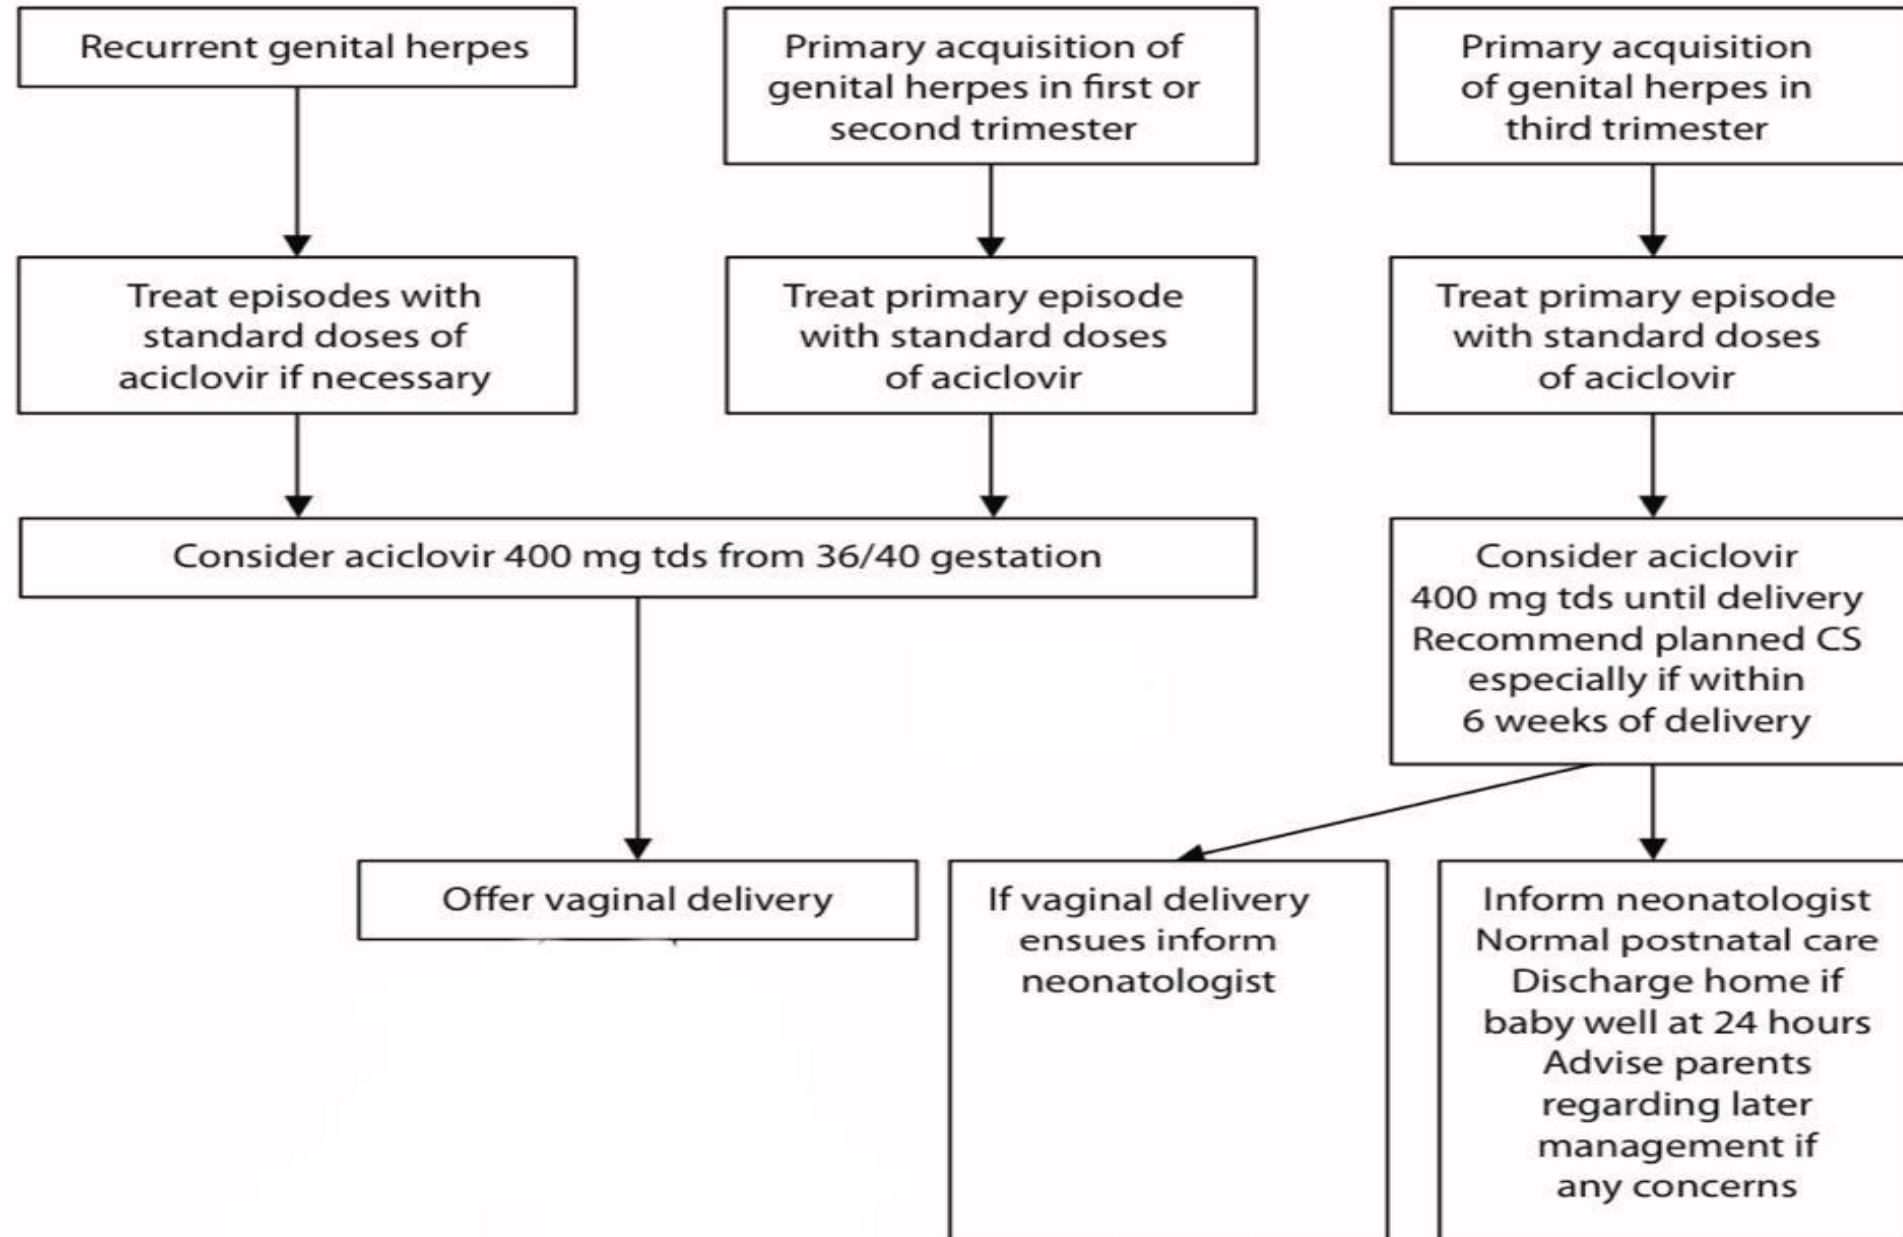 Recurrent genital herpes
Primary acquisition of
genital herpes in first or
second trimester
Primary acquisition
of genital herpes in
third trimester
Treat episodes with
standard doses of
aciclovir if necessary
Treat primary episode
with standard doses
of aciclovir
Treat primary episode
with standard doses
of aciclovir
Consider aciclovir 400 mg tds from 36/40 gestation
Consider aciclovir
400 mg tds until delivery
Recommend planned CS
especially if within
6 weeks of delivery
Offer vaginal delivery
If vaginal delivery
ensues inform
neonatologist
Inform neonatologist
Normal postnatal care
Discharge home if
baby well at 24 hours
Advise parents
regarding later
management if
any concerns